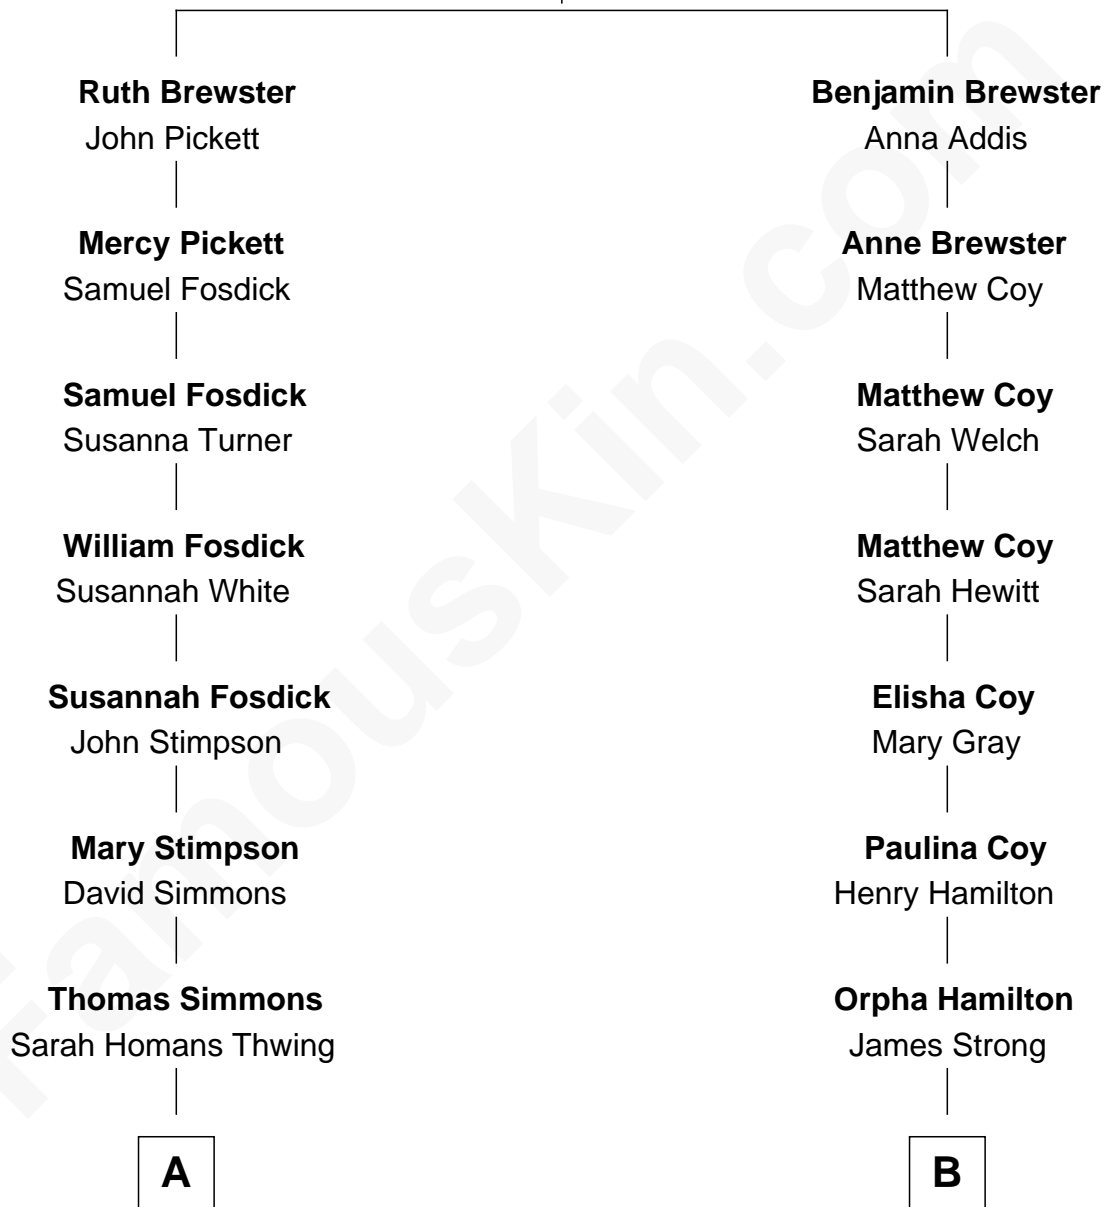 Ruth Brewster
John Pickett
Mercy Pickett
Samuel Fosdick
Samuel Fosdick
Susanna Turner
William Fosdick
Susannah White
Susannah Fosdick
John Stimpson
Mary Stimpson
David Simmons
Thomas Simmons
Sarah Homans Thwing
A
Benjamin Brewster
Anna Addis
Anne Brewster
Matthew Coy
Matthew Coy
Sarah Welch
Matthew Coy
Sarah Hewitt
Elisha Coy
Mary Gray
Paulina Coy
Henry Hamilton
Orpha Hamilton
James Strong
B
FamousKin.com